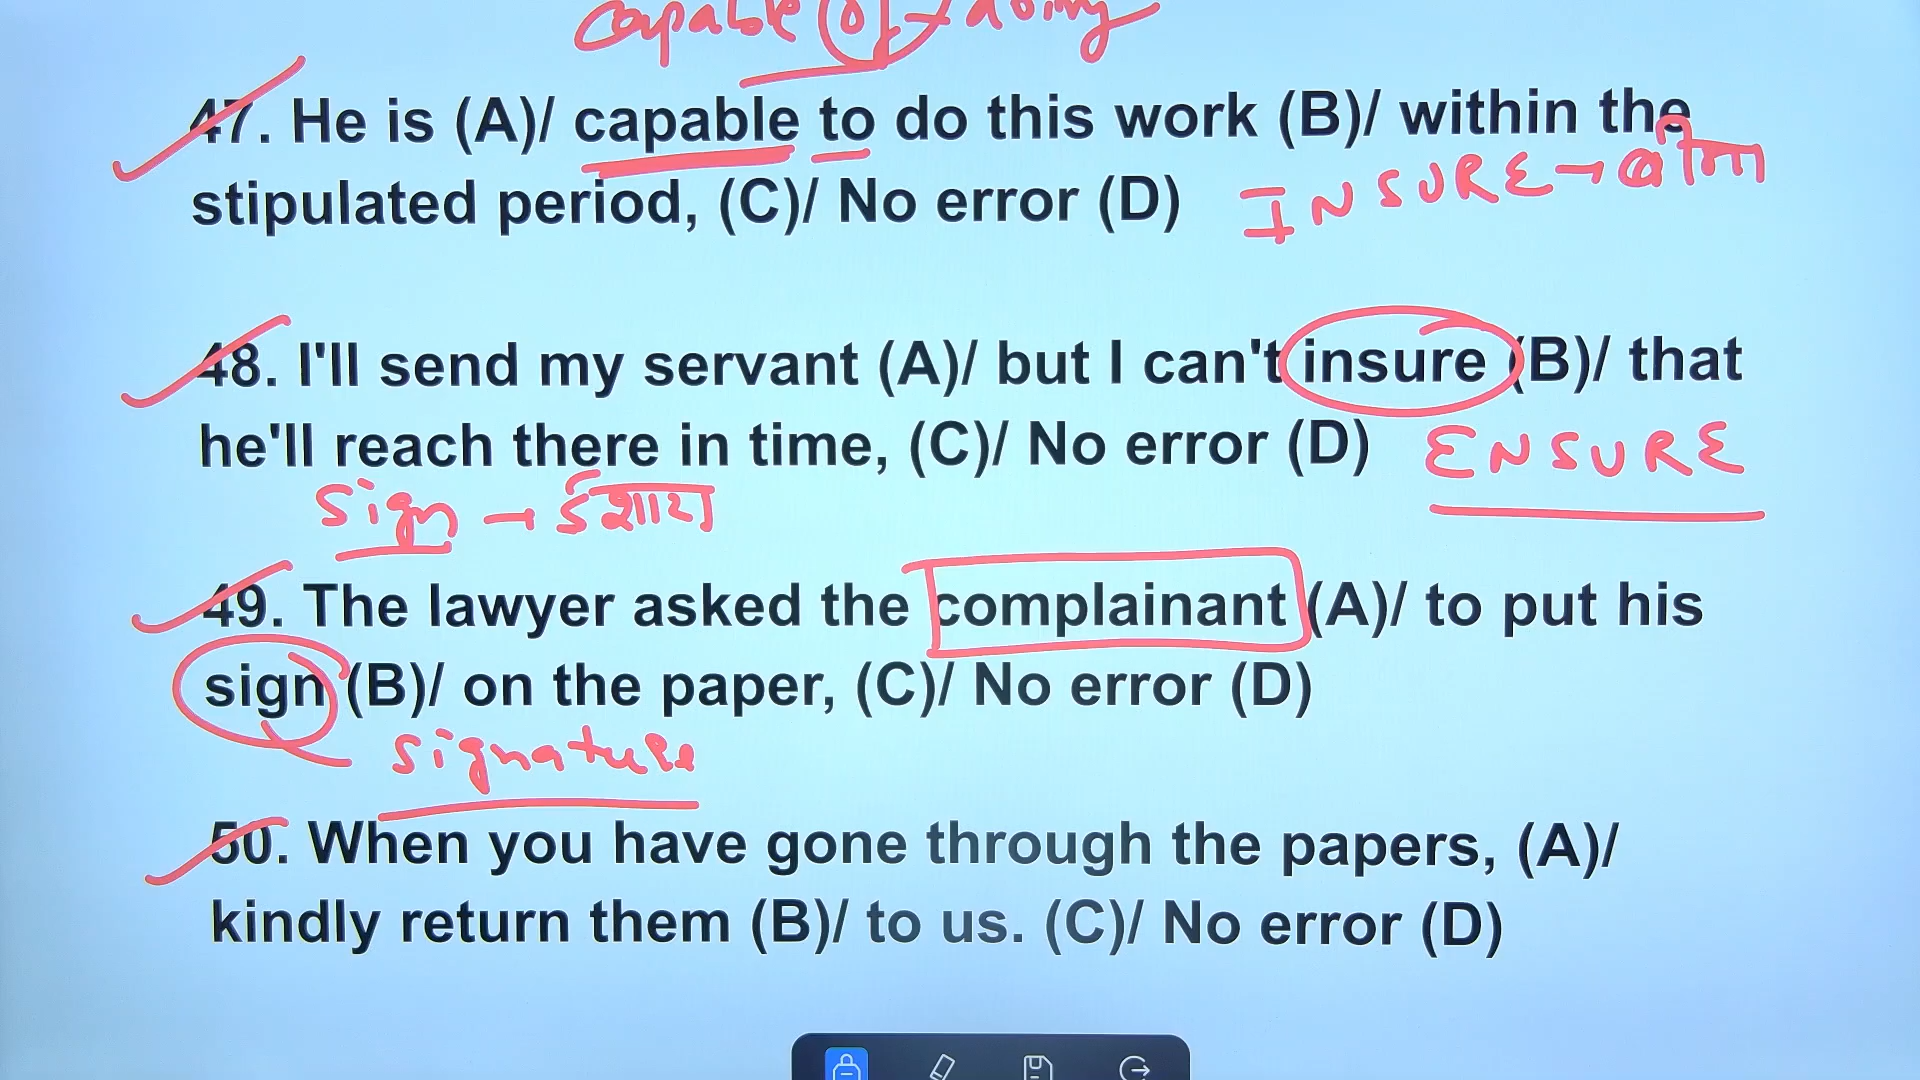 capable of + doing
47. He is (A)/ capable to do this work (B)/ within the
stipulated period, (C)/ No error (D)
INSURE → बीमा
48. I'll send my servant (A)/ but I can't insure (B)/ that
he'll reach there in time, (C)/ No error (D)
ENSURE
Sign → ईशारा
49. The lawyer asked the complainant (A)/ to put his
sign (B)/ on the paper, (C)/ No error (D)
Signature
50. When you have gone through the papers, (A)/
kindly return them (B)/ to us. (C)/ No error (D)